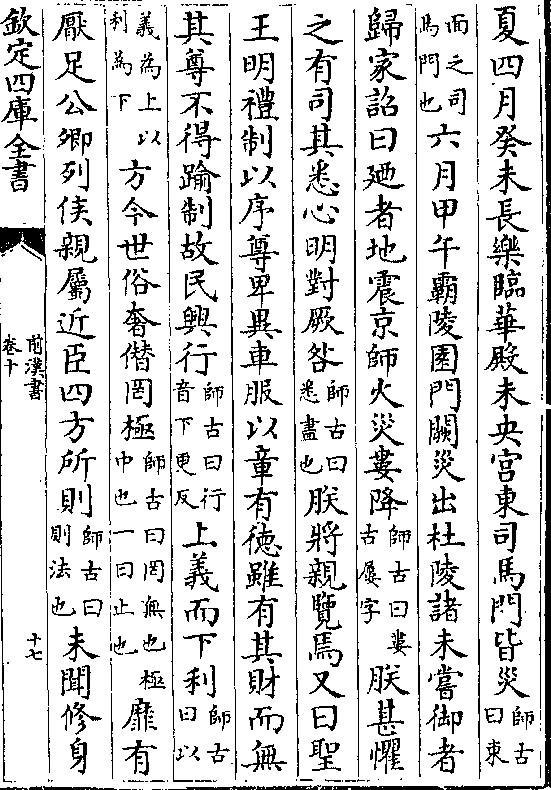 夏四月癸未長樂臨華殿未央宫東司馬門皆災師古曰東
面之司馬門也六月甲午霸陵園門闕災出杜陵諸未嘗御者
歸家詔曰廼者地震京師火災婁降師古曰婁古屢字朕甚懼
之有司其悉心明對厥咎師古曰悉盡也朕將親覽焉又曰聖
王明禮制以序尊卑異車服以章有德雖有其財而無
其尊不得踰制故民興行師古曰行音下更反上義而下利師古曰以
義為上以利為下方今世俗奢僭罔極師古曰罔無也極中也一曰止也靡有
厭足公卿列侯親屬近臣四方所則師古曰則法也未聞修身
欽定四庫全書
前漢書
卷十
十七